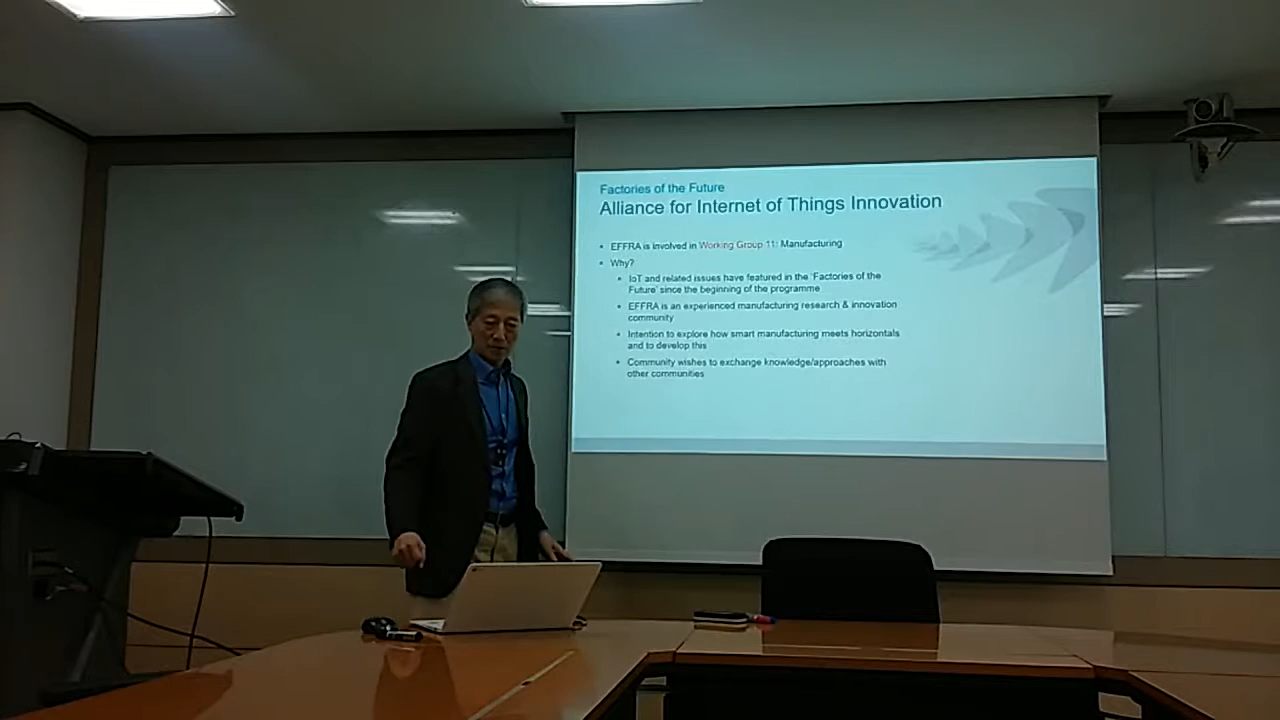 Factories of the Future
Alliance for Internet of Things Innovation
• EFFRA is involved in Working Group 11: Manufacturing
• Why?
• IoT and related issues have featured in the 'Factories of the
Future' since the beginning of the programme
• EFFRA is an experienced manufacturing research & innovation
community
• Intention to explore how smart manufacturing meets horizontals
and to develop this
• Community wishes to exchange knowledge/approaches with
other communities